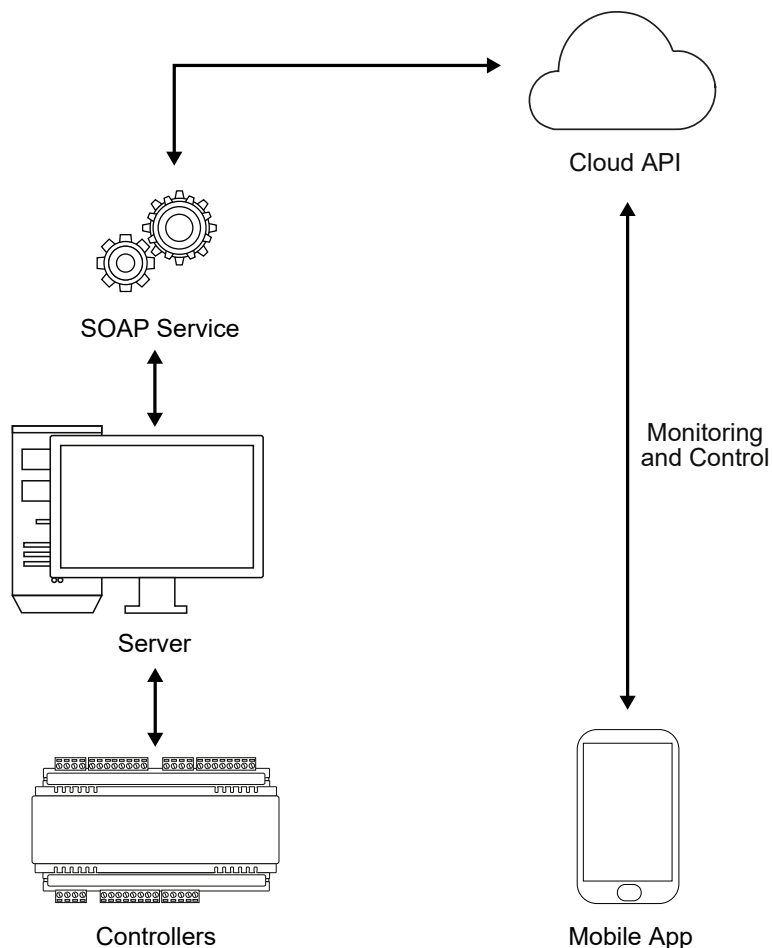 Cloud API
SOAP Service
Monitoring
and Control
Server
Controllers
Mobile App